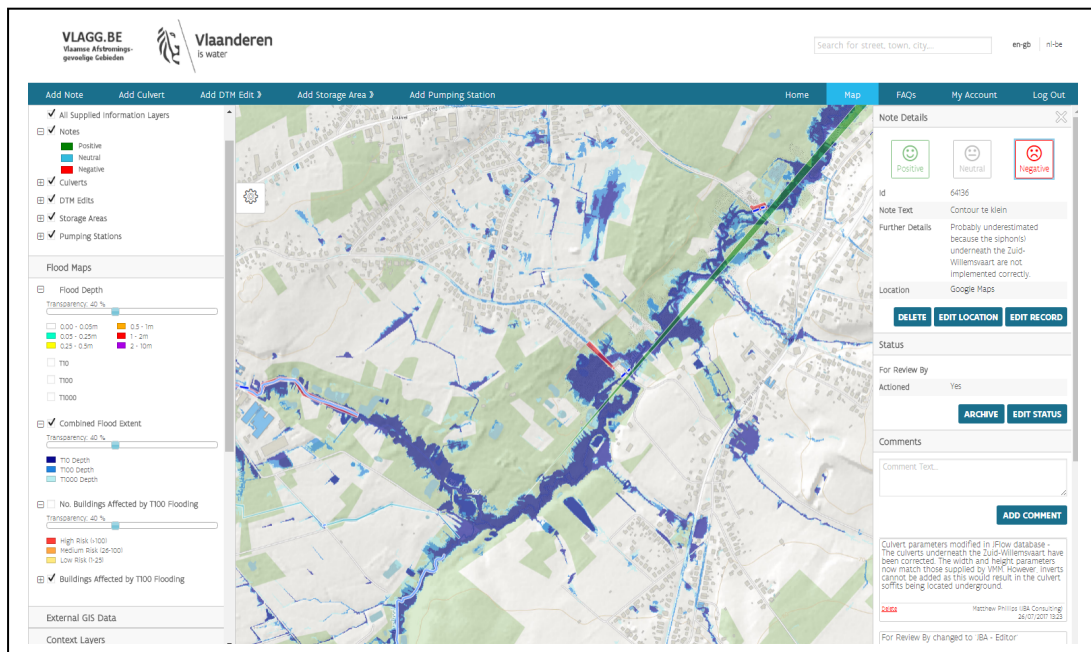 VLAGG.BE
Vlaamse Afstromings-
gevoelige Gebieden
Vlaanderen
is water
Search for street, town, city...
en-gb nl-be
Add Note Add Culvert Add DTM Edit Add Storage Area Add Pumping Station Home Map FAQs My Account Log Out
All Supplied Information Layers
Notes
Positive
Neutral
Negative
Culverts
DTM Edits
Storage Areas
Pumping Stations
Flood Maps
Flood Depth
Transparency: 40 %
0.00 - 0.05m 0.5 - 1m
0.05 - 0.25m 1 - 2m
0.25 - 0.5m 2 - 10m
T10
T100
T1000
Combined Flood Extent
Transparency: 40 %
T10 Depth
T100 Depth
T1000 Depth
No. Buildings Affected by T100 Flooding
Transparency: 40 %
High Risk (>100)
Medium Risk (26-100)
Low Risk (1-25)
Buildings Affected by T100 Flooding
External GIS Data
Context Layers
Note Details
Positive Neutral Negative
Id 64136
Note Text Contour te klein
Further Details Probably underestimated
because the siphon(s)
underneath the Zuid-
Willemsvaart are not
implemented correctly.
Location Google Maps
DELETE EDIT LOCATION EDIT RECORD
Status
For Review By
Actioned Yes
ARCHIVE EDIT STATUS
Comments
Comment Text...
ADD COMMENT
Culvert parameters modified in JFlow database -
The culverts underneath the Zuid-Willemsvaart have
been corrected. The width and height parameters
now match those supplied by VMM. However, inverts
cannot be added as this would result in the culvert
soffits being located underground.
Delete Matthew Phillips (JBA Consulting)
26/07/2017 13:23
For Review By changed to 'JBA - Editor'